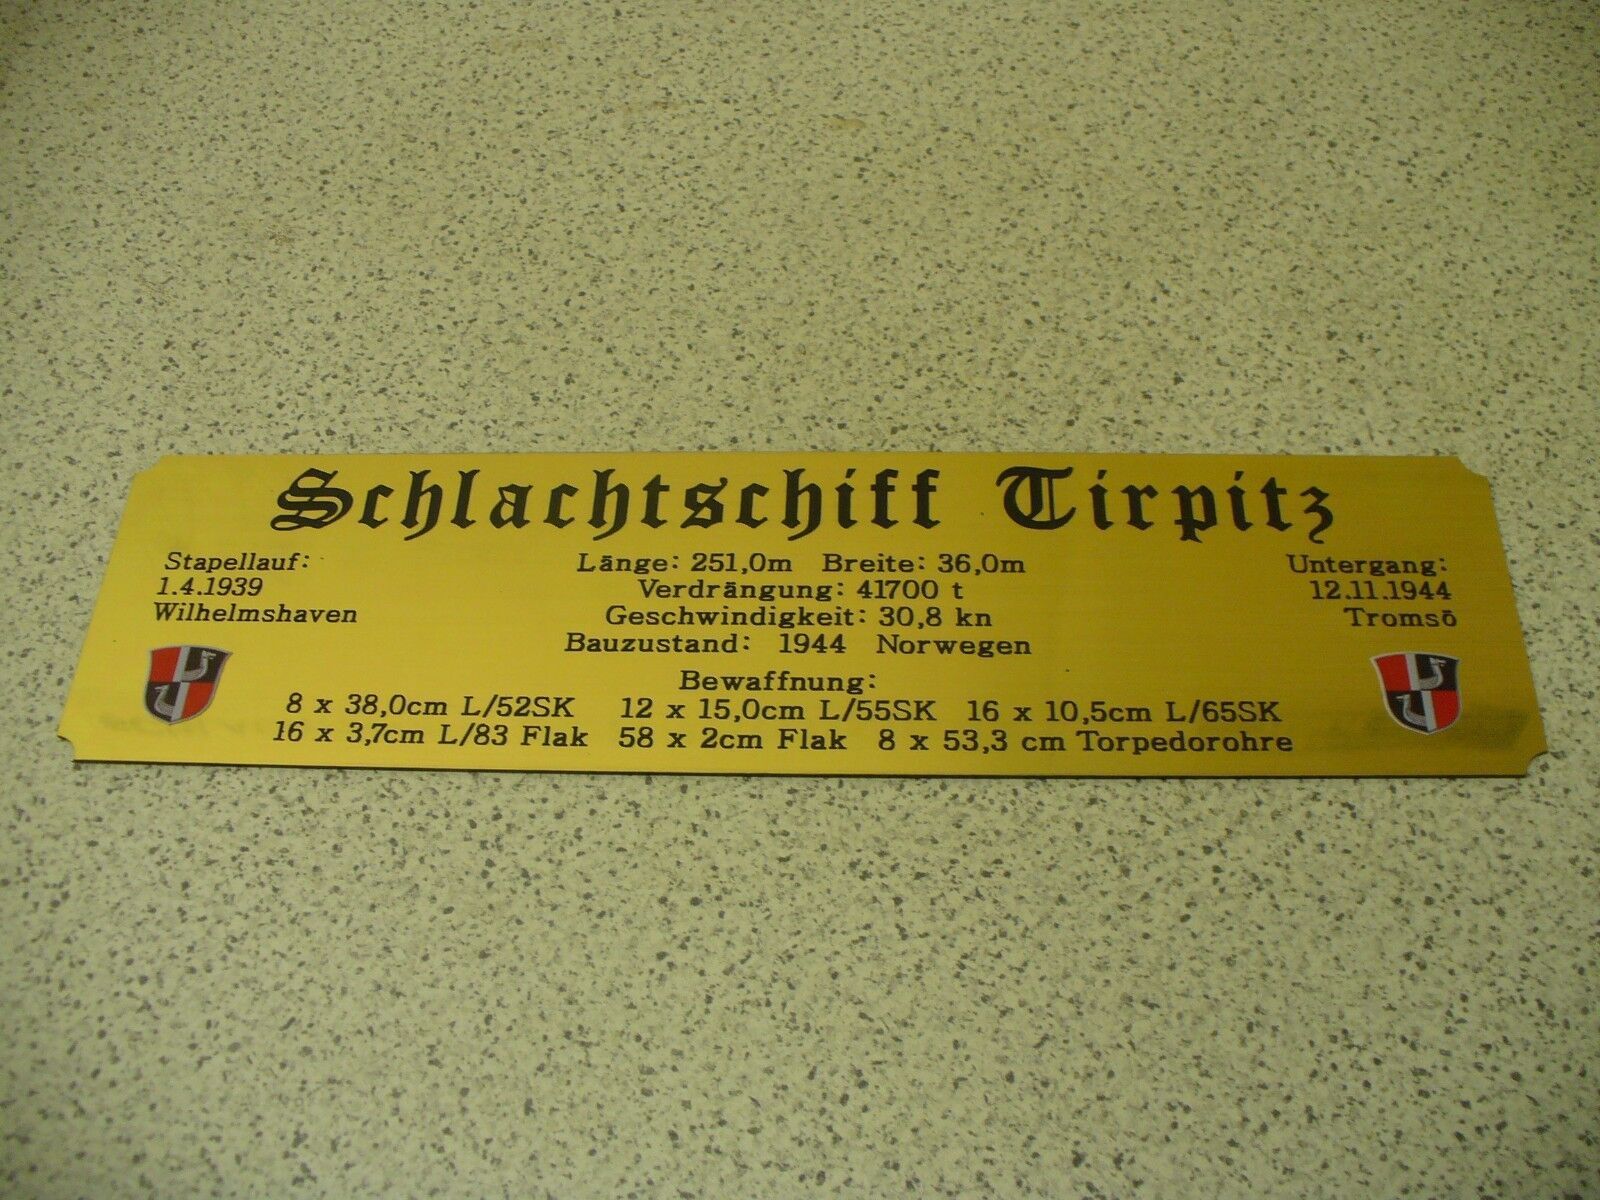 Schlachtschiff Tirpitz
Stapellauf:
1.4.1939
Wilhelmshaven
Länge: 251,0m Breite: 36,0m
Verdrängung: 41700 t
Geschwindigkeit: 30,8 kn
Bauzustand: 1944 Norwegen
Untergang:
12.11.1944
Tromsö
Bewaffnung:
8 x 38,0cm L/52SK 12 x 15,0cm L/55SK 16 x 10,5cm L/65SK
16 x 3,7cm L/83 Flak 58 x 2cm Flak 8 x 53,3 cm Torpedorohre